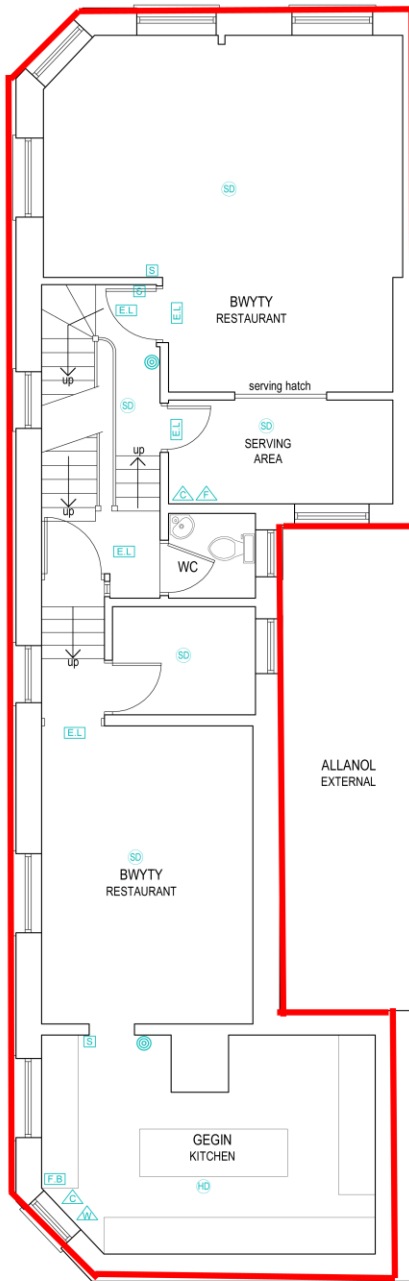 SD
S
S
E.L
E.L
BWYTY
RESTAURANT
up
SD
serving hatch
E.L
SD
SERVING
AREA
up
C
F
up
E.L
WC
up
SD
E.L
ALLANOL
EXTERNAL
SD
BWYTY
RESTAURANT
S
GEGIN
KITCHEN
F.B
HD
C
W